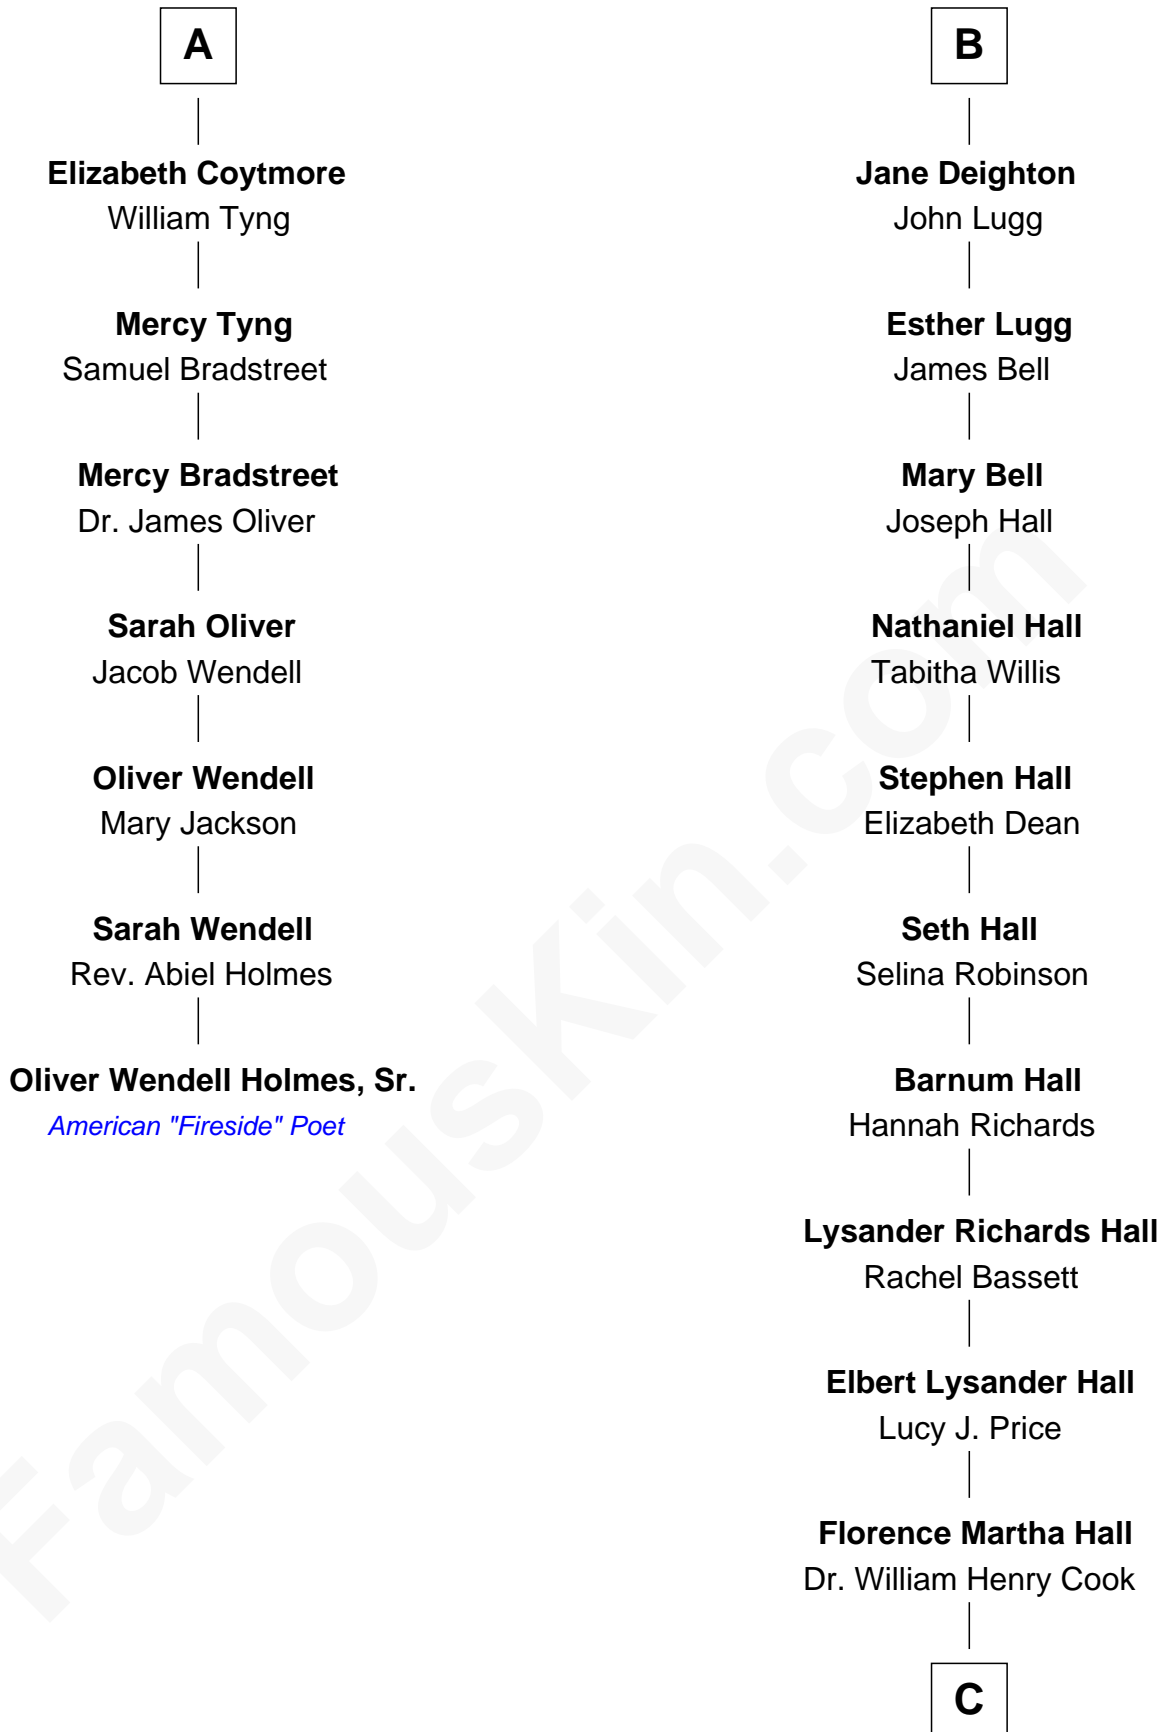 A
Elizabeth Coytmore
William Tyng
Mercy Tyng
Samuel Bradstreet
Mercy Bradstreet
Dr. James Oliver
Sarah Oliver
Jacob Wendell
Oliver Wendell
Mary Jackson
Sarah Wendell
Rev. Abiel Holmes
Oliver Wendell Holmes, Sr.
American "Fireside" Poet
B
Jane Deighton
John Lugg
Esther Lugg
James Bell
Mary Bell
Joseph Hall
Nathaniel Hall
Tabitha Willis
Stephen Hall
Elizabeth Dean
Seth Hall
Selina Robinson
Barnum Hall
Hannah Richards
Lysander Richards Hall
Rachel Bassett
Elbert Lysander Hall
Lucy J. Price
Florence Martha Hall
Dr. William Henry Cook
C
FamousKin.com